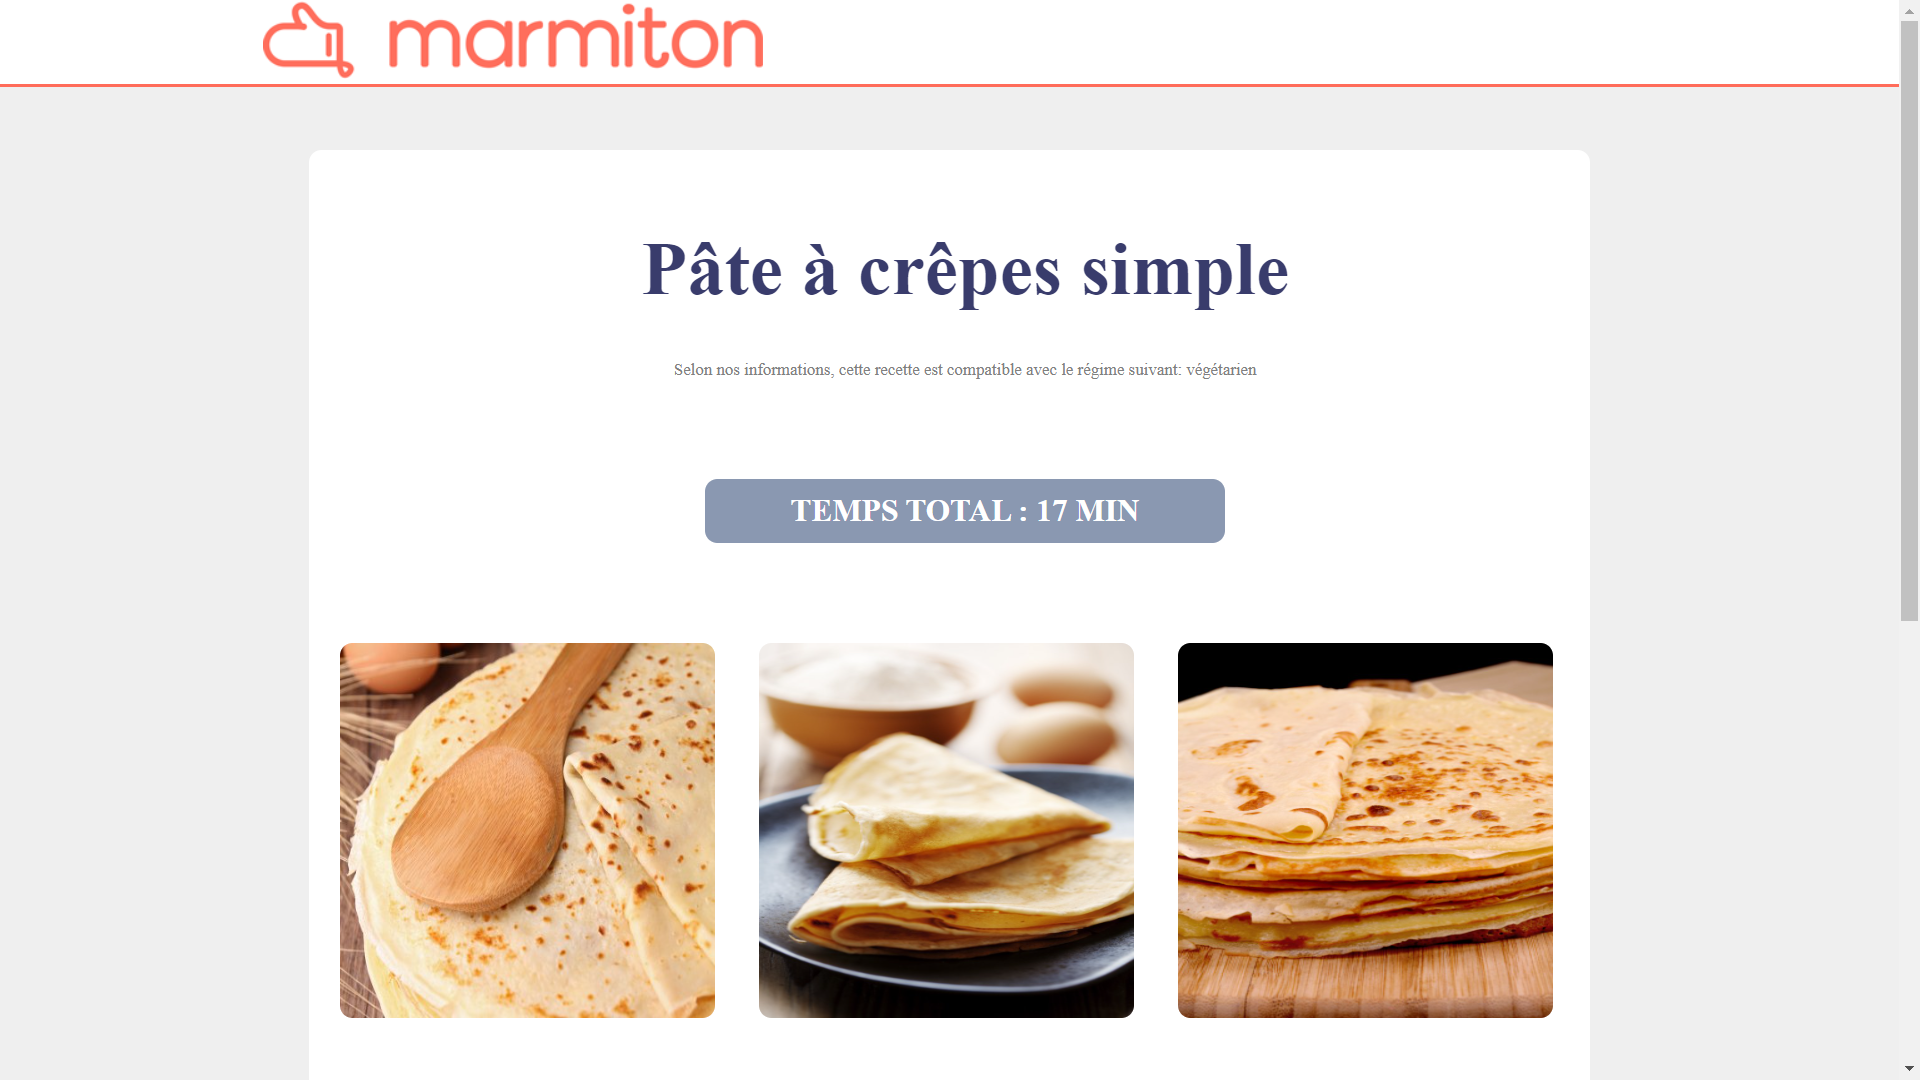 marmiton
Pâte à crêpes simple
Selon nos informations, cette recette est compatible avec le régime suivant: végétarien
TEMPS TOTAL : 17 MIN